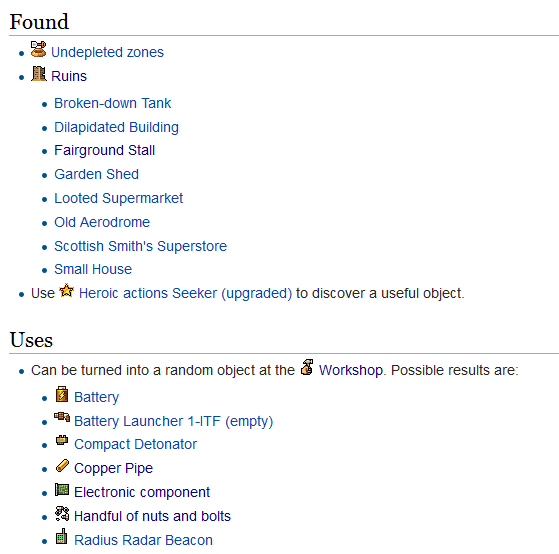 Found
Undepleted zones
Ruins
Broken-down Tank
Dilapidated Building
Fairground Stall
Garden Shed
Looted Supermarket
Old Aerodrome
Scottish Smith's Superstore
Small House
Use Heroic actions Seeker (upgraded) to discover a useful object.
Uses
Can be turned into a random object at the Workshop. Possible results are:
Battery
Battery Launcher 1-ITF (empty)
Compact Detonator
Copper Pipe
Electronic component
Handful of nuts and bolts
Radius Radar Beacon